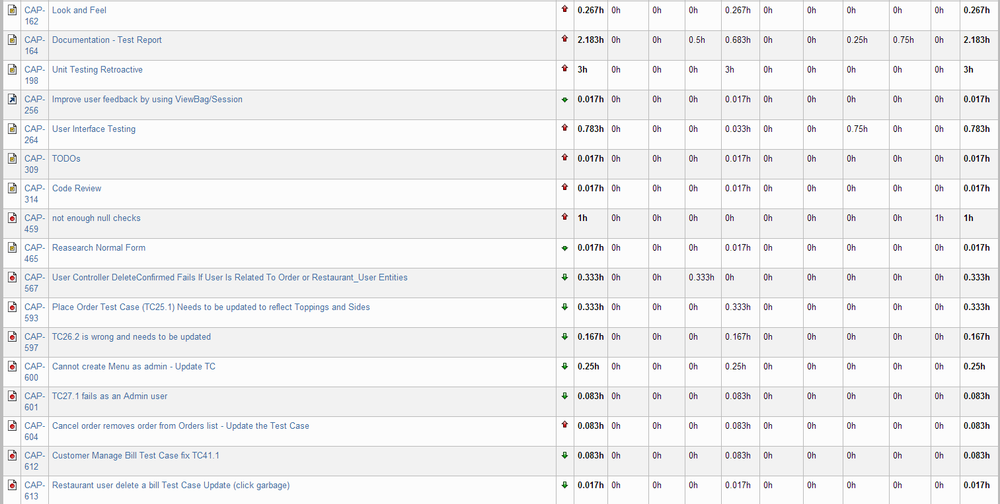 CAP-162 Look and Feel 0.267h 0h 0h 0h 0.267h 0h 0h 0h 0h 0h 0.267h
CAP-164 Documentation - Test Report 2.183h 0h 0h 0.5h 0.683h 0h 0h 0.25h 0.75h 0h 2.183h
CAP-198 Unit Testing Retroactive 3h 0h 0h 0h 3h 0h 0h 0h 0h 0h 3h
CAP-256 Improve user feedback by using ViewBag/Session 0.017h 0h 0h 0h 0.017h 0h 0h 0h 0h 0h 0.017h
CAP-264 User Interface Testing 0.783h 0h 0h 0h 0.033h 0h 0h 0.75h 0h 0h 0.783h
CAP-309 TODOs 0.017h 0h 0h 0h 0.017h 0h 0h 0h 0h 0h 0.017h
CAP-314 Code Review 0.017h 0h 0h 0h 0.017h 0h 0h 0h 0h 0h 0.017h
CAP-459 not enough null checks 1h 0h 0h 0h 0h 0h 0h 0h 0h 1h 1h
CAP-465 Reasearch Normal Form 0.017h 0h 0h 0h 0.017h 0h 0h 0h 0h 0h 0.017h
CAP-567 User Controller DeleteConfirmed Fails If User Is Related To Order or Restaurant_User Entities 0.333h 0h 0h 0.333h 0h 0h 0h 0h 0h 0h 0.333h
CAP-593 Place Order Test Case (TC25.1) Needs to be updated to reflect Toppings and Sides 0.333h 0h 0h 0h 0.333h 0h 0h 0h 0h 0h 0.333h
CAP-597 TC26.2 is wrong and needs to be updated 0.167h 0h 0h 0h 0.167h 0h 0h 0h 0h 0h 0.167h
CAP-600 Cannot create Menu as admin - Update TC 0.25h 0h 0h 0h 0.25h 0h 0h 0h 0h 0h 0.25h
CAP-601 TC27.1 fails as an Admin user 0.083h 0h 0h 0h 0.083h 0h 0h 0h 0h 0h 0.083h
CAP-604 Cancel order removes order from Orders list - Update the Test Case 0.083h 0h 0h 0h 0.083h 0h 0h 0h 0h 0h 0.083h
CAP-612 Customer Manage Bill Test Case fix TC41.1 0.083h 0h 0h 0h 0.083h 0h 0h 0h 0h 0h 0.083h
CAP-613 Restaurant user delete a bill Test Case Update (click garbage) 0.017h 0h 0h 0h 0.017h 0h 0h 0h 0h 0h 0.017h